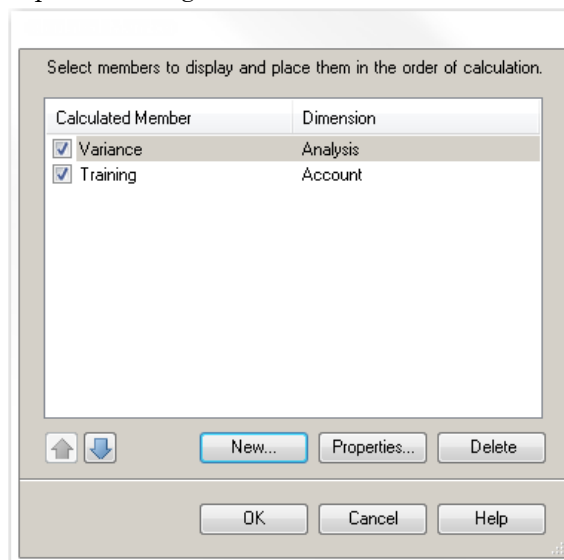 Select members to display and place them in the order of calculation.
Calculated Member Dimension
Variance Analysis
Training Account
New... Properties... Delete
OK Cancel Help